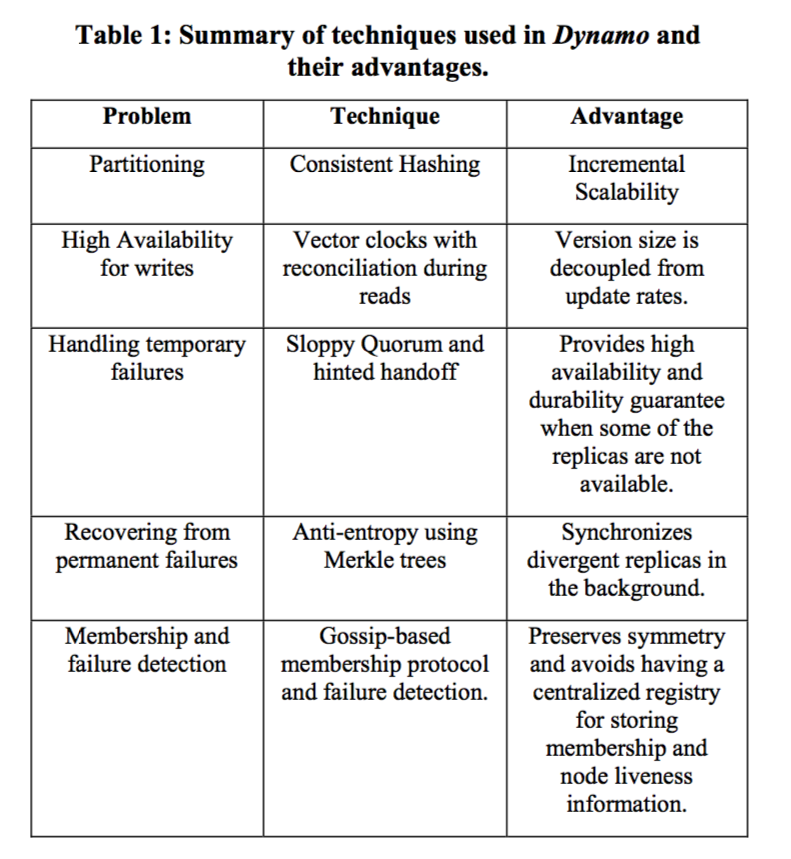 Table 1: Summary of techniques used in Dynamo and
their advantages.
Problem
Technique
Advantage
Partitioning
Consistent Hashing
Incremental
Scalability
High Availability
for writes
Vector clocks with
reconciliation during
reads
Version size is
decoupled from
update rates.
Handling temporary
failures
Sloppy Quorum and
hinted handoff
Provides high
availability and
durability guarantee
when some of the
replicas are not
available.
Recovering from
permanent failures
Anti-entropy using
Merkle trees
Synchronizes
divergent replicas in
the background.
Membership and
failure detection
Gossip-based
membership protocol
and failure detection.
Preserves symmetry
and avoids having a
centralized registry
for storing
membership and
node liveness
information.